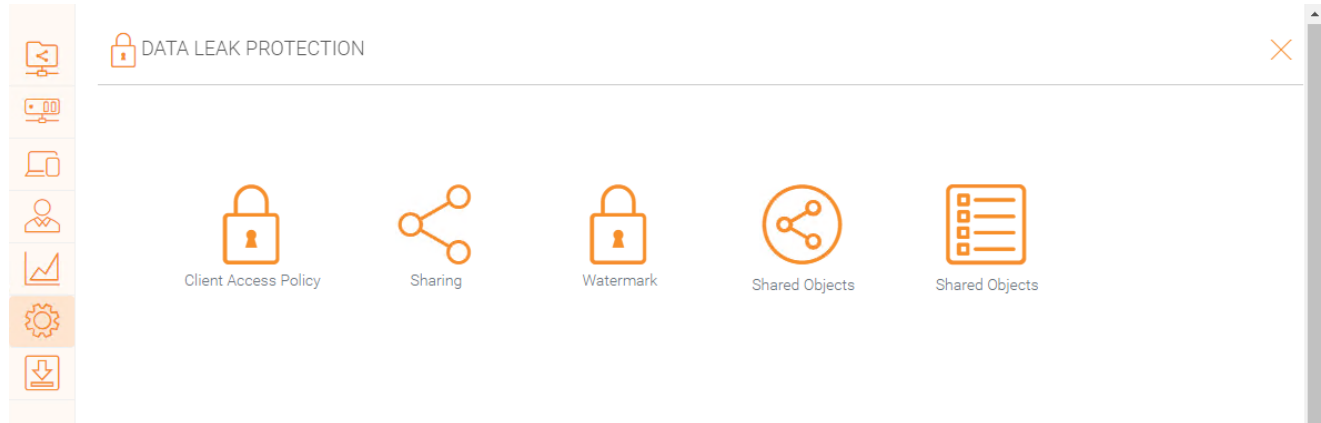 DATA LEAK PROTECTION
Client Access Policy
Sharing
Watermark
Shared Objects
Shared Objects